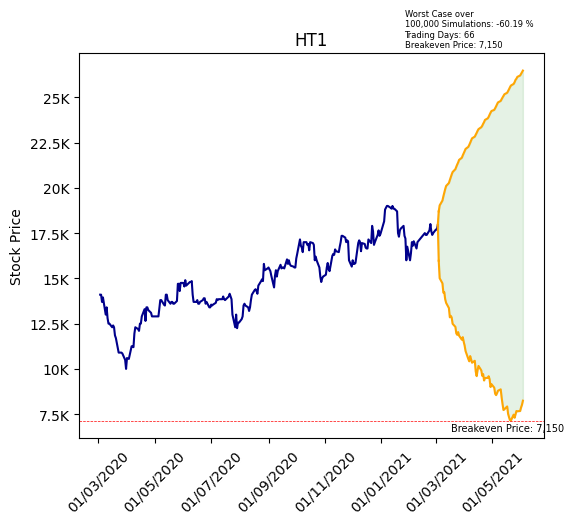 Worst Case over
100,000 Simulations: -60.19 %
Trading Days: 66
Breakeven Price: 7,150
HT1
Stock Price
25K
22.5K
20K
17.5K
15K
12.5K
10K
7.5K
Breakeven Price: 7,150
01/03/2020
01/05/2020
01/07/2020
01/09/2020
01/11/2020
01/01/2021
01/03/2021
01/05/2021